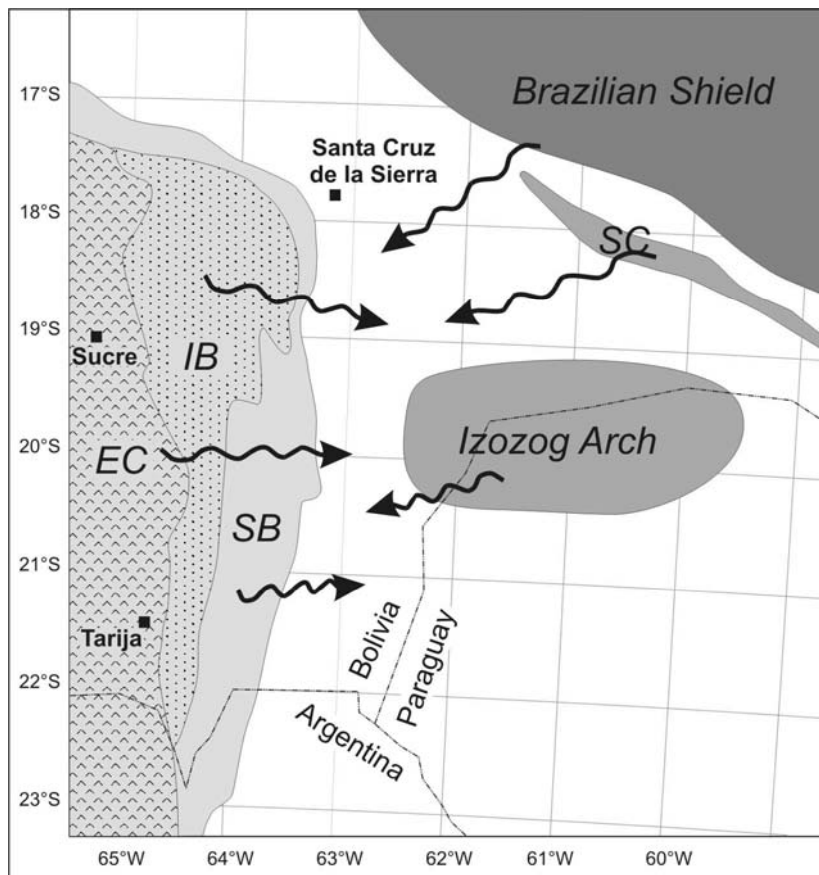 Brazilian Shield
17°S
Santa Cruz
de la Sierra
18°S
SC
19°S
Sucre
IB
20°S
Izozog Arch
EC
SB
21°S
Tarija
Bolivia
Paraguay
22°S
Argentina
23°S
65°W
64°W
63°W
62°W
61°W
60°W